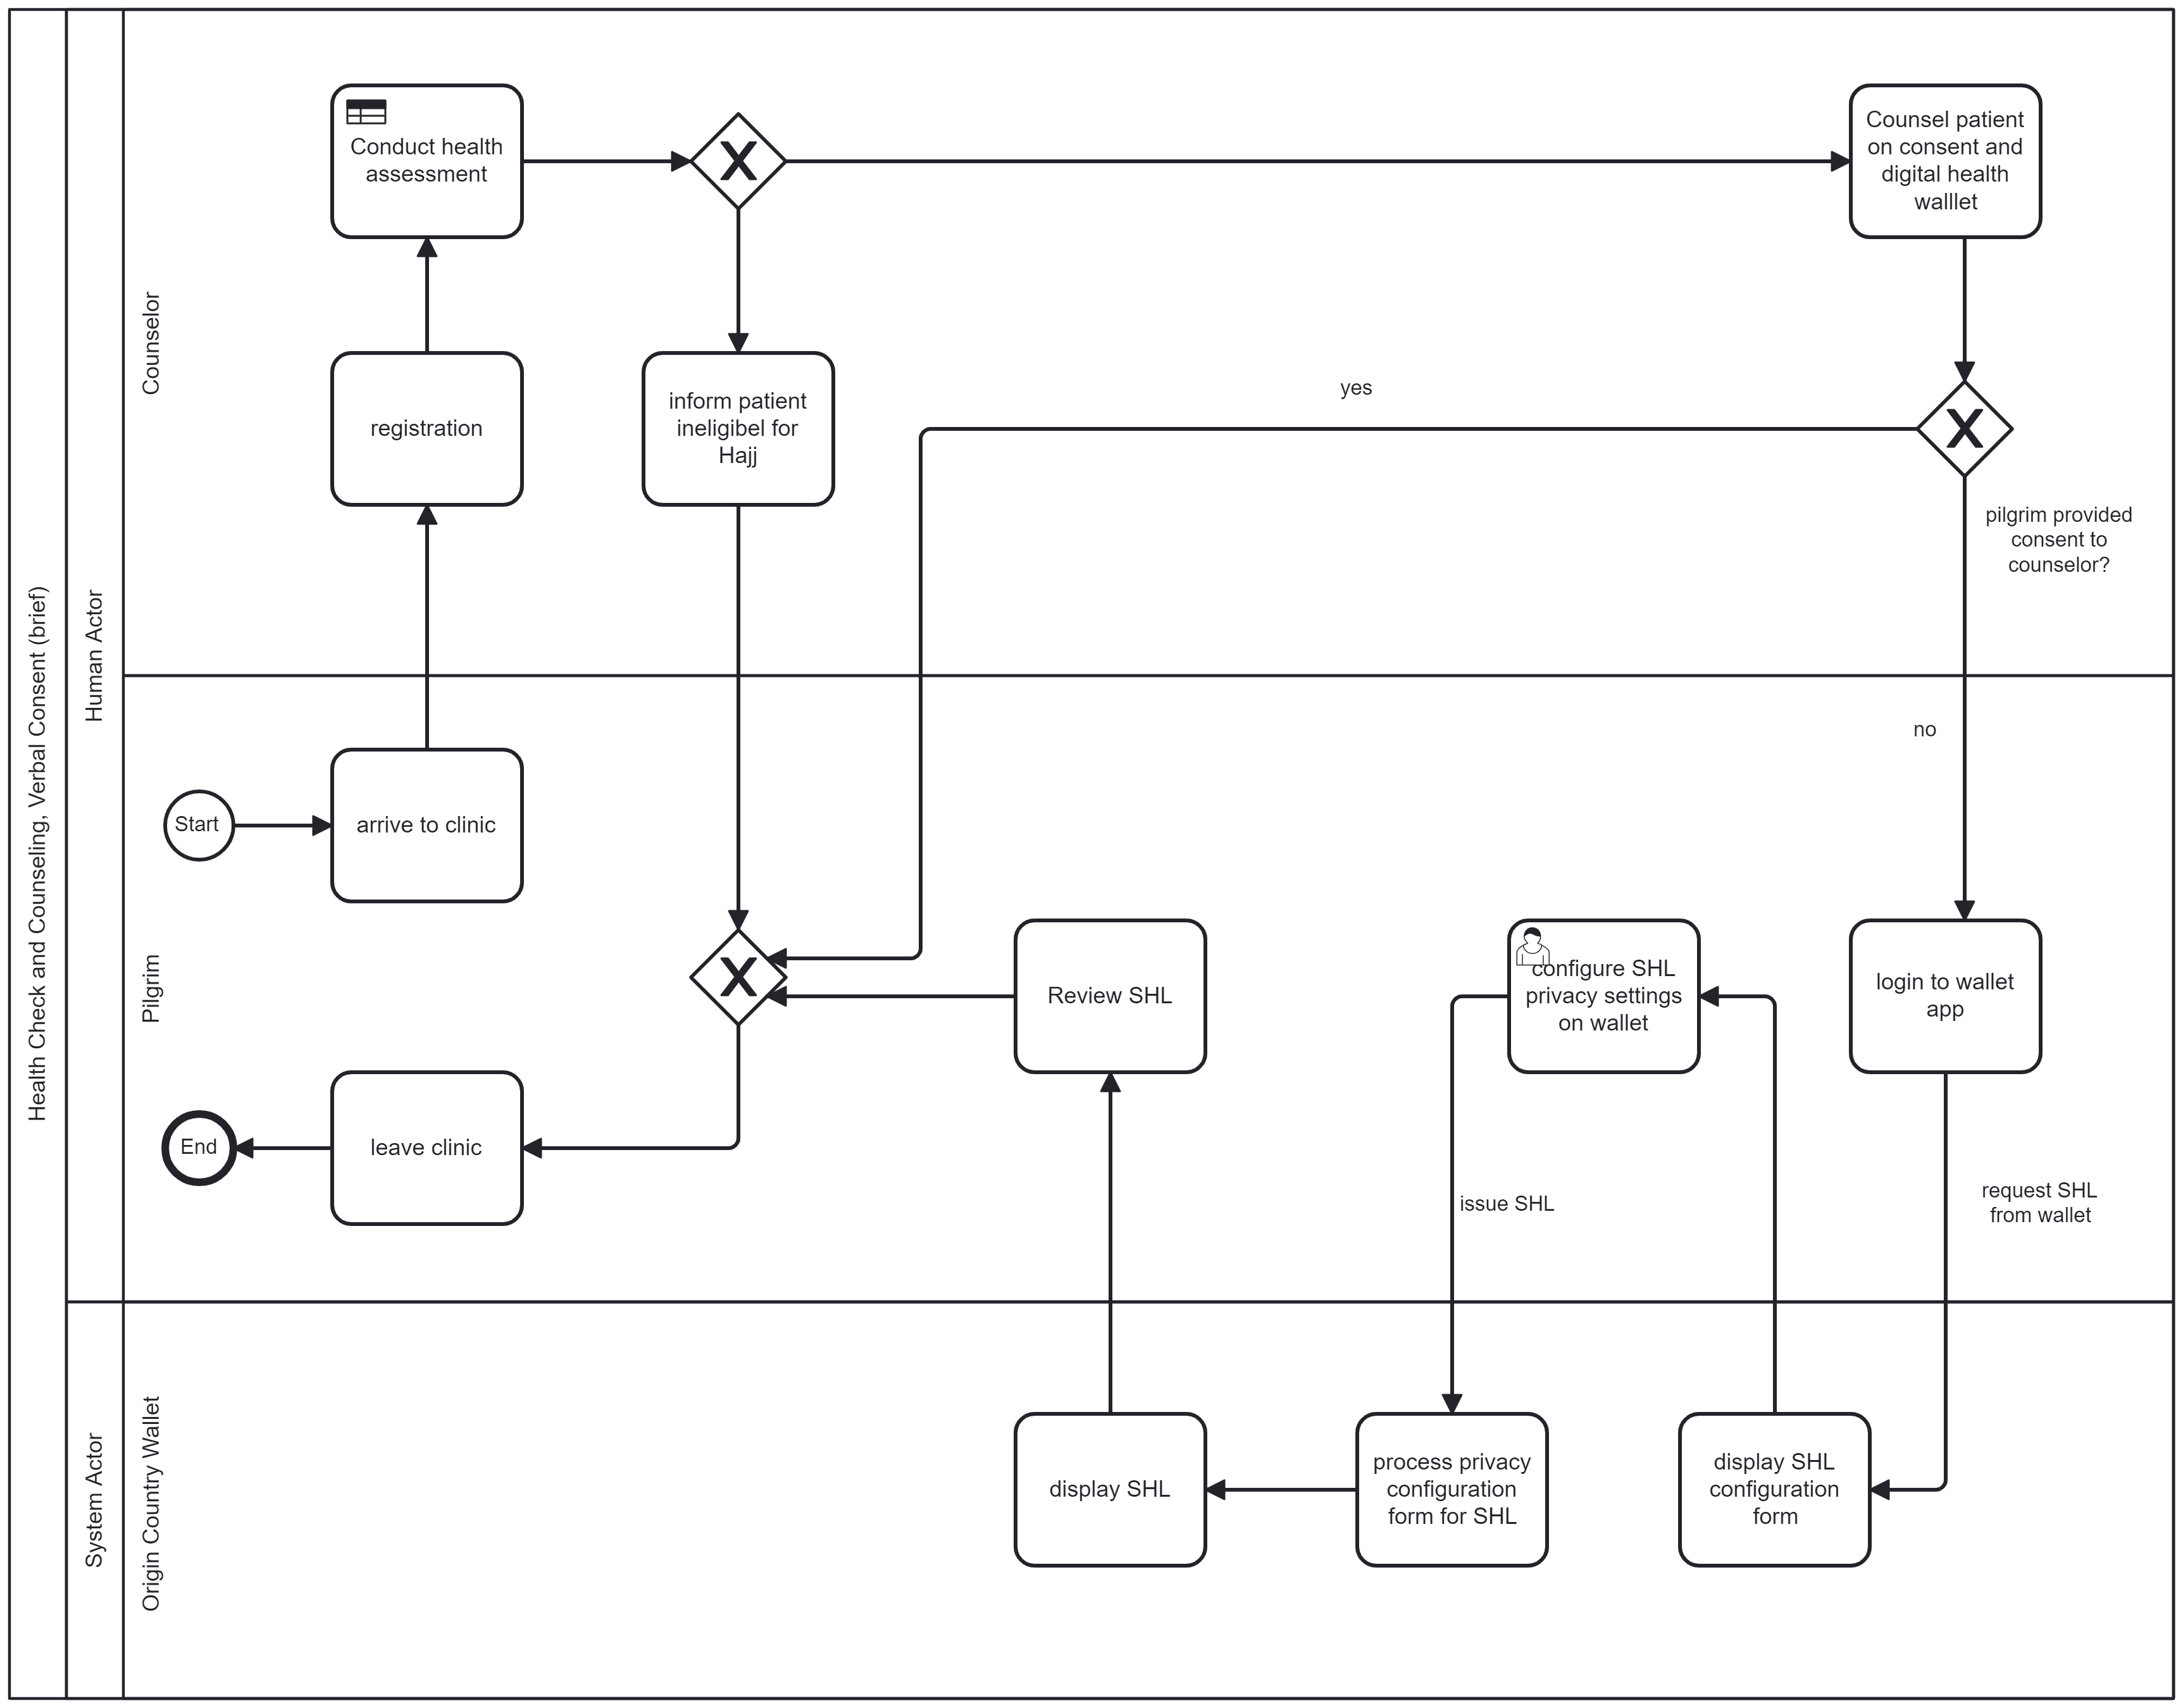 Health Check and Counseling, Verbal Consent (brief)
Human Actor
Counselor
Conduct health
assessment
Counsel patient
on consent and
digital health
walllet
registration
inform patient
ineligibel for
Hajj
yes
pilgrim provided
consent to
counselor?
Pilgrim
no
Start
arrive to clinic
Review SHL
configure SHL
privacy settings
on wallet
login to wallet
app
End
leave clinic
issue SHL
request SHL
from wallet
System Actor
Origin Country Wallet
display SHL
process privacy
configuration
form for SHL
display SHL
configuration
form